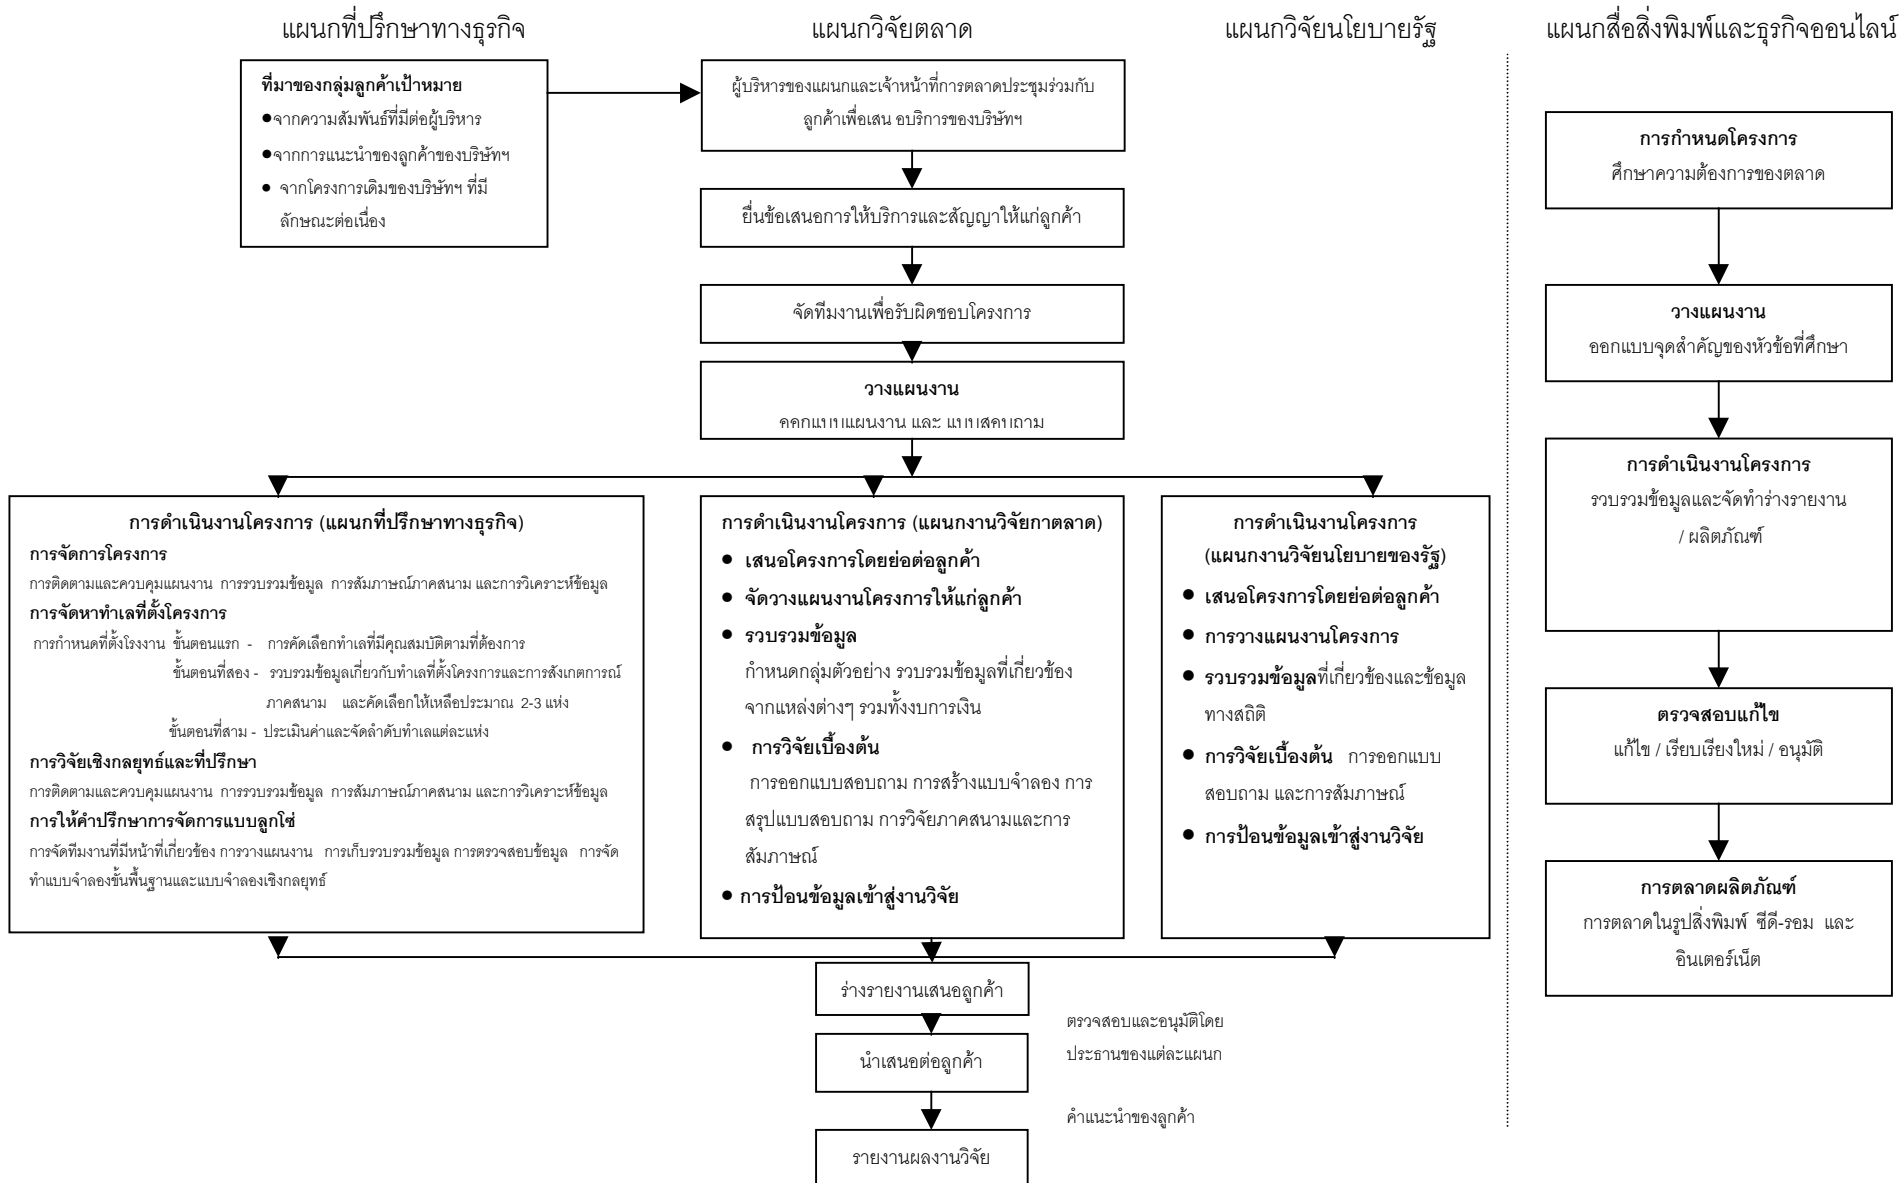 แผนกที่ปรึกษาทางธุรกิจ
แผนกวิจัยตลาด
แผนกวิจัยนโยบายรัฐ
แผนกสื่อสิ่งพิมพ์และธุรกิจออนไลน์
ที่มาของกลุ่มลูกค้าเป้าหมาย
●จากความสัมพันธ์ที่มีต่อผู้บริหาร
●จากการแนะนำของลูกค้าของบริษัทฯ
● จากโครงการเดิมของบริษัทฯ ที่มี
ลักษณะต่อเนื่อง
ผู้บริหารของแผนกและเจ้าหน้าที่การตลาดประชุมร่วมกับ
ลูกค้าเพื่อเสน อบริการของบริษัทฯ
ยื่นข้อเสนอการให้บริการและสัญญาให้แก่ลูกค้า
จัดทีมงานเพื่อรับผิดชอบโครงการ
วางแผนงาน
ออกแบบแผนงาน และ แบบสอบถาม
การดำเนินงานโครงการ (แผนกที่ปรึกษาทางธุรกิจ)
การจัดการโครงการ
การติดตามและควบคุมแผนงาน การรวบรวมข้อมูล การสัมภาษณ์ภาคสนาม และการวิเคราะห์ข้อมูล
การจัดหาทำเลที่ตั้งโครงการ
การกำหนดที่ตั้งโรงงาน ขั้นตอนแรก - การคัดเลือกทำเลที่มีคุณสมบัติตามที่ต้องการ
ขั้นตอนที่สอง - รวบรวมข้อมูลเกี่ยวกับทำเลที่ตั้งโครงการและการสังเกตการณ์
ภาคสนาม และคัดเลือกให้เหลือประมาณ 2-3 แห่ง
ขั้นตอนที่สาม - ประเมินค่าและจัดลำดับทำเลแต่ละแห่ง
การวิจัยเชิงกลยุทธ์และที่ปรึกษา
การติดตามและควบคุมแผนงาน การรวบรวมข้อมูล การสัมภาษณ์ภาคสนาม และการวิเคราะห์ข้อมูล
การให้คำปรึกษาการจัดการแบบลูกโซ่
การจัดทีมงานที่มีหน้าที่เกี่ยวข้อง การวางแผนงาน การเก็บรวบรวมข้อมูล การตรวจสอบข้อมูล การจัด
ทำแบบจำลองขั้นพื้นฐานและแบบจำลองเชิงกลยุทธ์
การดำเนินงานโครงการ (แผนกงานวิจัยกาตลาด)
● เสนอโครงการโดยย่อต่อลูกค้า
● จัดวางแผนงานโครงการให้แก่ลูกค้า
● รวบรวมข้อมูล
กำหนดกลุ่มตัวอย่าง รวบรวมข้อมูลที่เกี่ยวข้อง
จากแหล่งต่างๆ รวมทั้งงบการเงิน
● การวิจัยเบื้องต้น
การออกแบบสอบถาม การสร้างแบบจำลอง การ
สรุปแบบสอบถาม การวิจัยภาคสนามและการ
สัมภาษณ์
● การป้อนข้อมูลเข้าสู่งานวิจัย
การดำเนินงานโครงการ
(แผนกงานวิจัยนโยบายของรัฐ)
● เสนอโครงการโดยย่อต่อลูกค้า
● การวางแผนงานโครงการ
● รวบรวมข้อมูลที่เกี่ยวข้องและข้อมูล
ทางสถิติ
● การวิจัยเบื้องต้น การออกแบบ
สอบถาม และการสัมภาษณ์
● การป้อนข้อมูลเข้าสู่งานวิจัย
ร่างรายงานเสนอลูกค้า
นำเสนอต่อลูกค้า
รายงานผลงานวิจัย
ตรวจสอบและอนุมัติโดย
ประธานของแต่ละแผนก
คำแนะนำของลูกค้า
การกำหนดโครงการ
ศึกษาความต้องการของตลาด
วางแผนงาน
ออกแบบจุดสำคัญของหัวข้อที่ศึกษา
การดำเนินงานโครงการ
รวบรวมข้อมูลและจัดทำร่างรายงาน
/ ผลิตภัณฑ์
ตรวจสอบแก้ไข
แก้ไข / เรียบเรียงใหม่ / อนุมัติ
การตลาดผลิตภัณฑ์
การตลาดในรูปสิ่งพิมพ์ ซีดี-รอม และ
อินเตอร์เน็ต